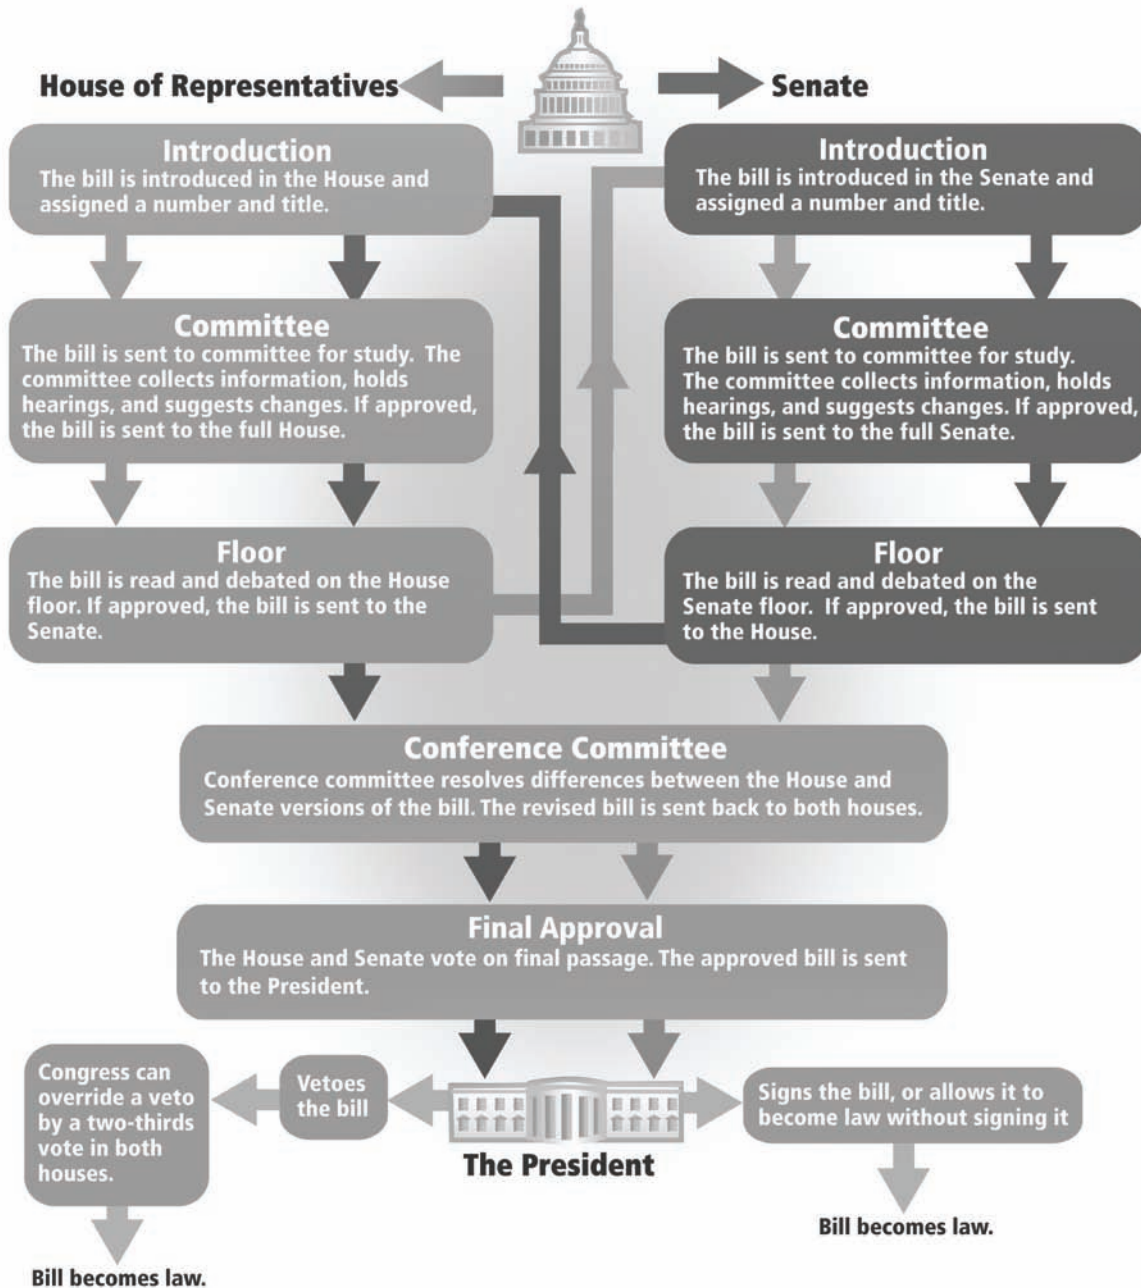 House of Representatives
Senate
Introduction
The bill is introduced in the House and
assigned a number and title.
Introduction
The bill is introduced in the Senate and
assigned a number and title.
Committee
The bill is sent to committee for study. The
committee collects information, holds
hearings, and suggests changes. If approved,
the bill is sent to the full House.
Committee
The bill is sent to committee for study.
The committee collects information, holds
hearings, and suggests changes. If approved,
the bill is sent to the full Senate.
Floor
The bill is read and debated on the House
floor. If approved, the bill is sent to the
Senate.
Floor
The bill is read and debated on the
Senate floor. If approved, the bill is sent
to the House.
Conference Committee
Conference committee resolves differences between the House and
Senate versions of the bill. The revised bill is sent back to both houses.
Final Approval
The House and Senate vote on final passage. The approved bill is sent
to the President.
Congress can
override a veto
by a two-thirds
vote in both
houses.
Vetoes
the bill
The President
Signs the bill, or allows it to
become law without signing it
Bill becomes law.
Bill becomes law.